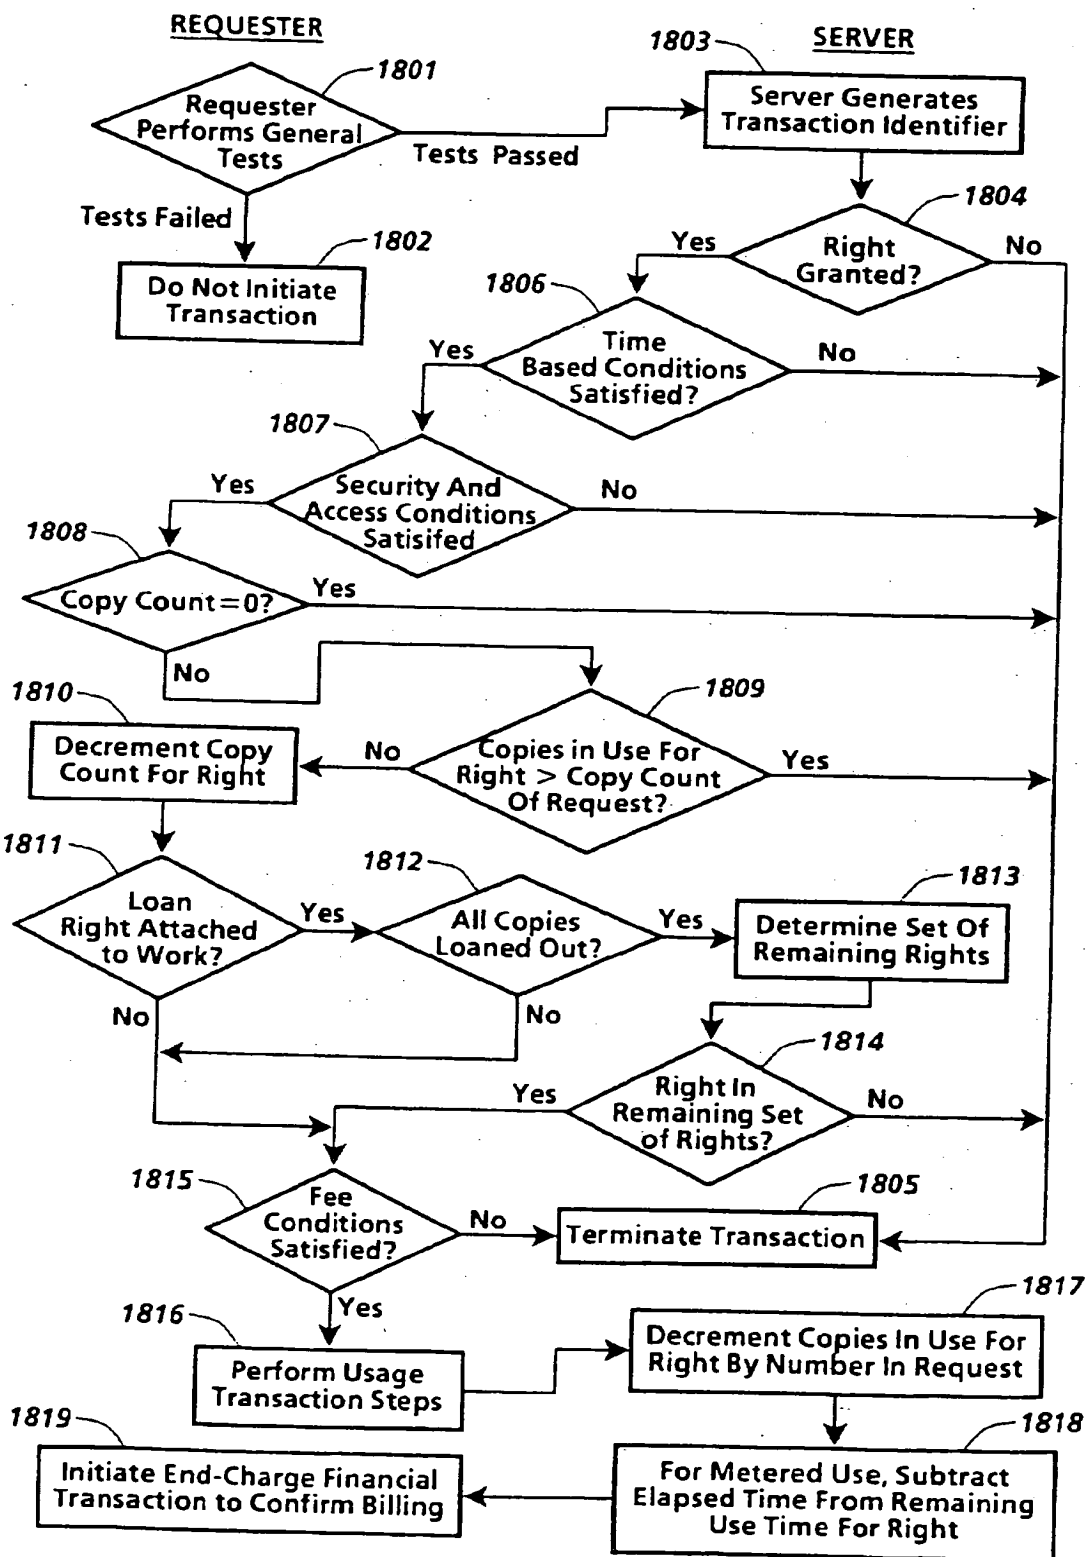 REQUESTER
SERVER
1801
1803
Requester
Performs General
Tests
Tests Passed
Server Generates
Transaction Identifier
Tests Failed
1802
Do Not Initiate
Transaction
1804
Yes
Right
Granted?
No
1806
Yes
Time
Based Conditions
Satisfied?
No
1807
Yes
Security And
Access Conditions
Satisifed
No
1808
Copy Count=0?
Yes
No
1809
1810
Decrement Copy
Count For Right
No
Copies in Use For
Right > Copy Count
Of Request?
Yes
1811
Loan
Right Attached
to Work?
Yes
No
1812
All Copies
Loaned Out?
Yes
No
1813
Determine Set Of
Remaining Rights
1814
Yes
Right In
Remaining Set
of Rights?
No
1815
Fee
Conditions
Satisfied?
No
Yes
1805
Terminate Transaction
1816
Perform Usage
Transaction Steps
1817
Decrement Copies In Use For
Right By Number In Request
1818
For Metered Use, Subtract
Elapsed Time From Remaining
Use Time For Right
1819
Initiate End-Charge Financial
Transaction to Confirm Billing